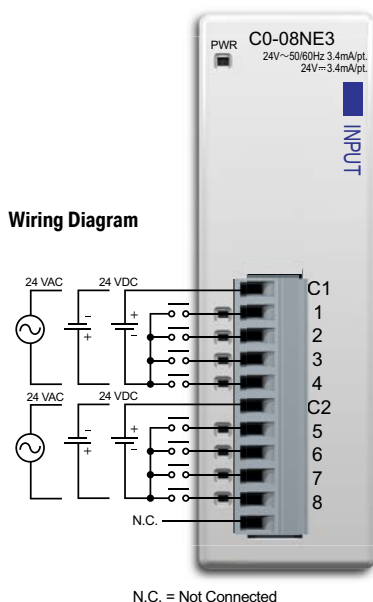 PWR C0-08NE3
24V~50/60Hz 3.4mA/pt.
24V⎓3.4mA/pt.
INPUT
Wiring Diagram
24 VAC 24 VDC
C1
1
2
3
4
24 VAC 24 VDC
C2
5
6
7
8
N.C.
N.C. = Not Connected